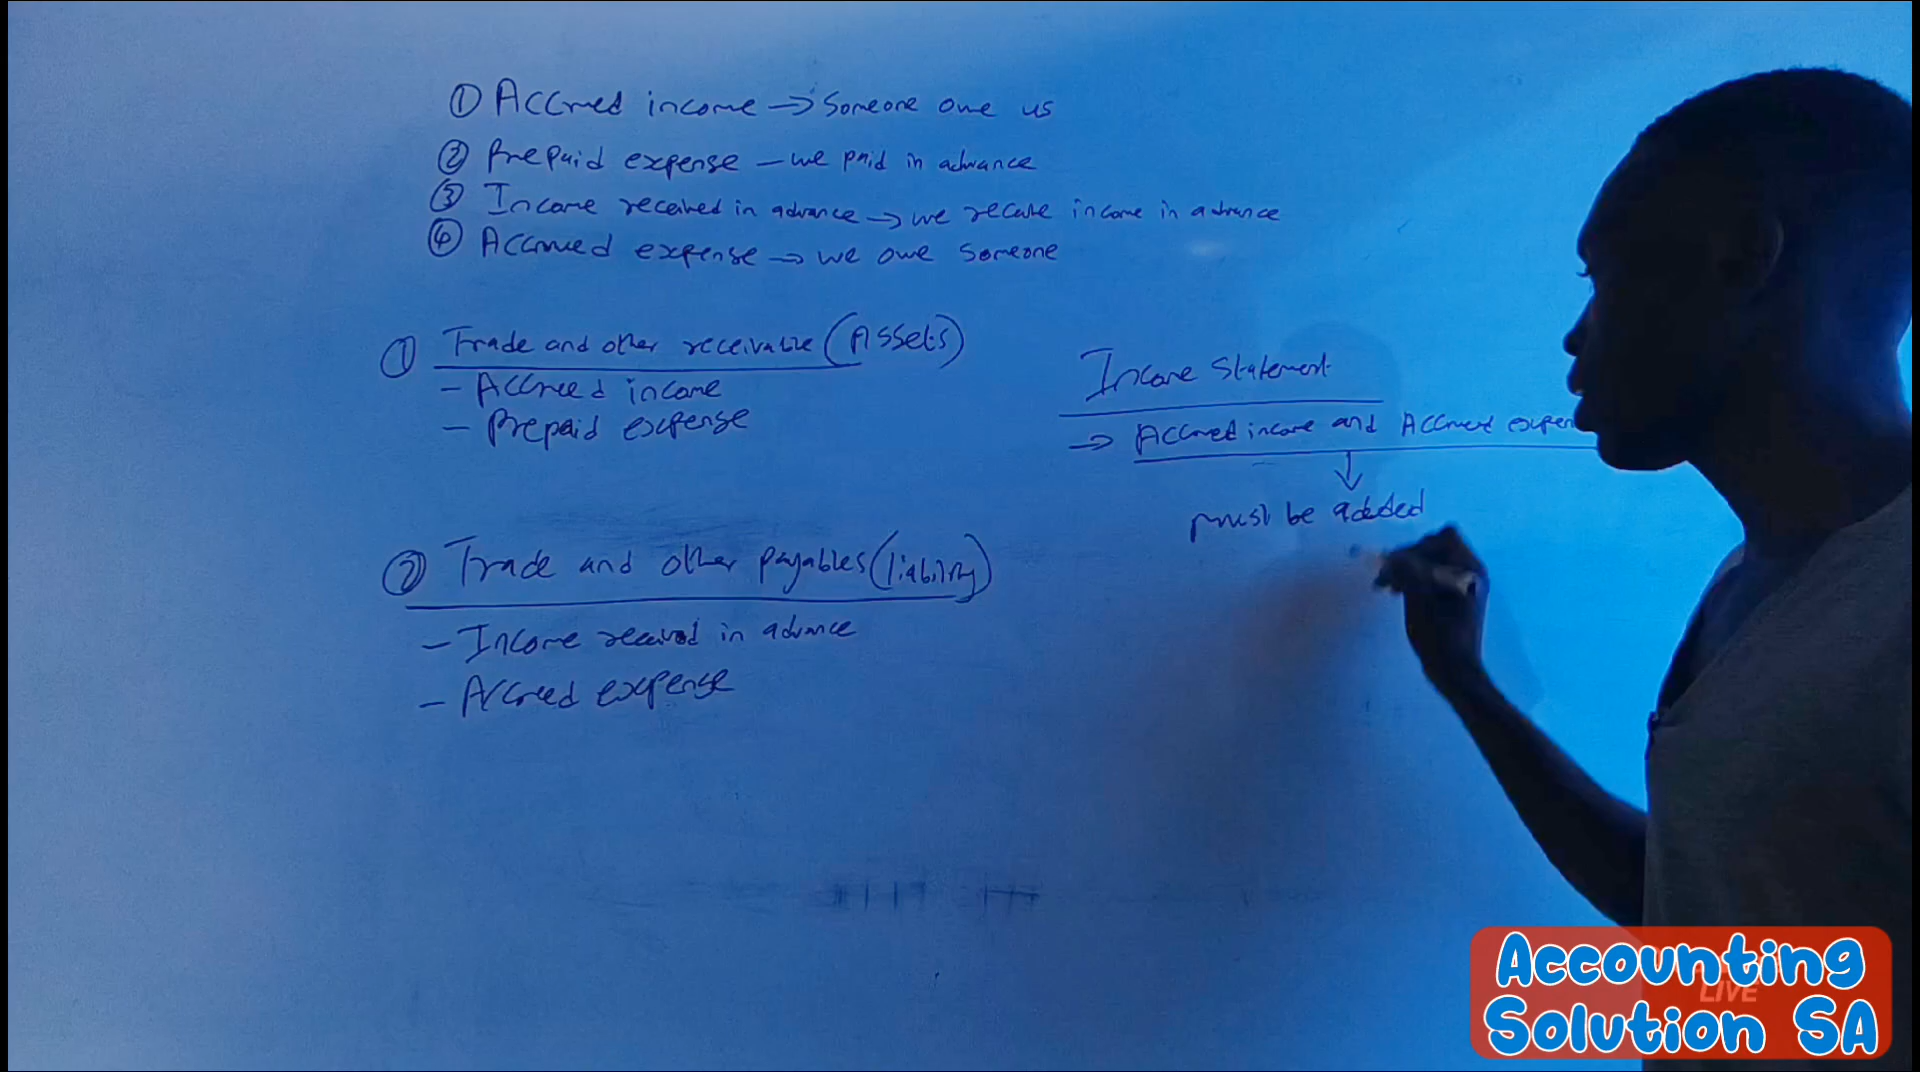 ① Accrued income → Someone owe us
② Prepaid expense – we paid in advance
③ Income received in advance → we receive income in advance
④ Accrued expense → we owe someone
① Trade and other receivable (Assets)
- Accrued income
- Prepaid expense
② Trade and other payables (liability)
- Income received in advance
- Accrued expense
Income Statement
→ Accrued income and Accrued expen
must be added
Accounting
LIVE
Solution SA